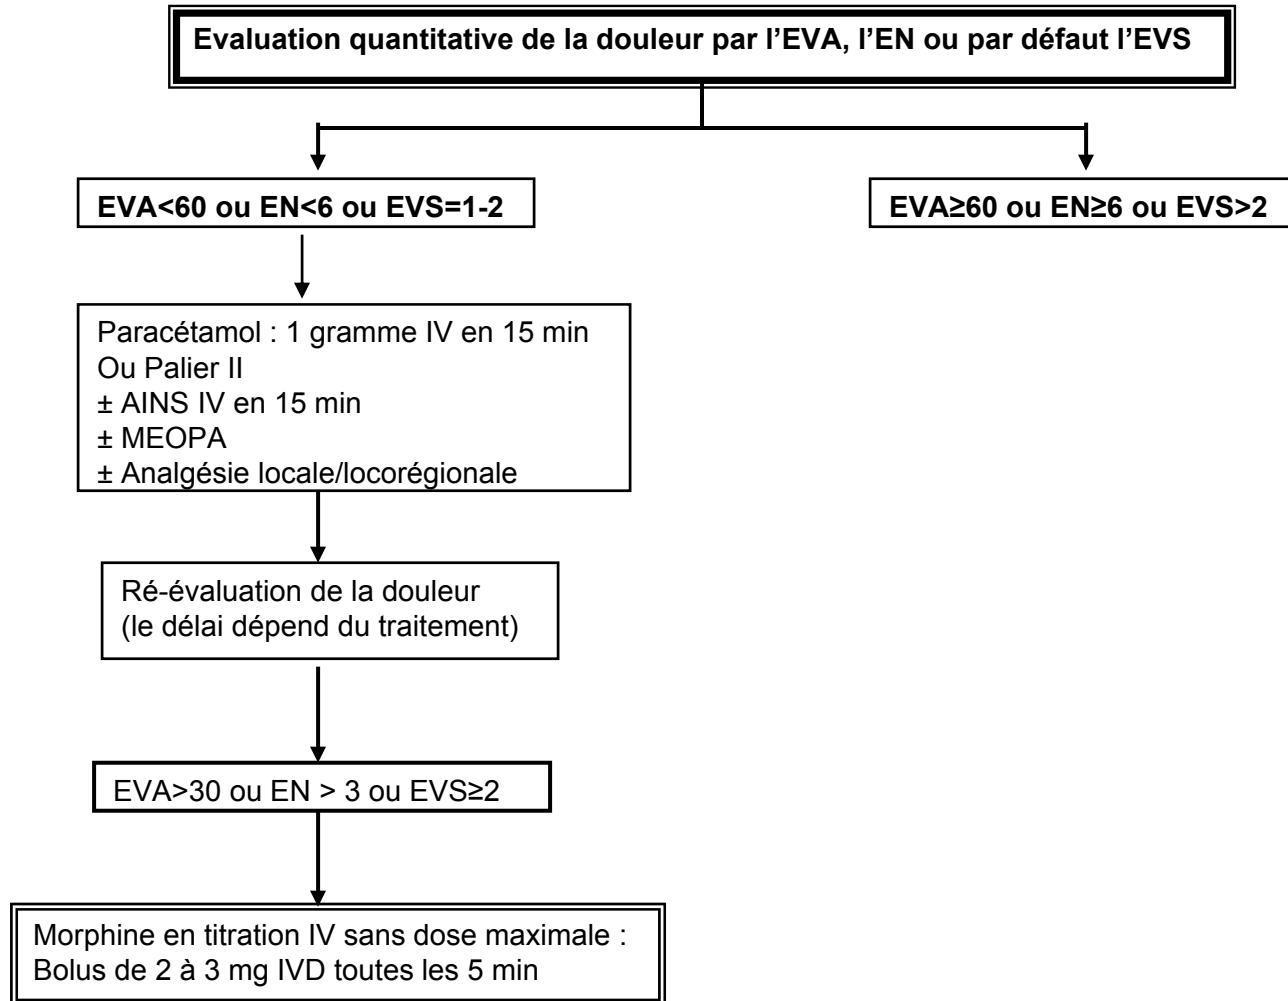 Evaluation quantitative de la douleur par l’EVA, l’EN ou par défaut l’EVS
EVA<60 ou EN<6 ou EVS=1-2
EVA≥60 ou EN≥6 ou EVS>2
Paracétamol : 1 gramme IV en 15 min
Ou Palier II
± AINS IV en 15 min
± MEOPA
± Analgésie locale/locorégionale
Ré-évaluation de la douleur
(le délai dépend du traitement)
EVA>30 ou EN > 3 ou EVS≥2
Morphine en titration IV sans dose maximale :
Bolus de 2 à 3 mg IVD toutes les 5 min